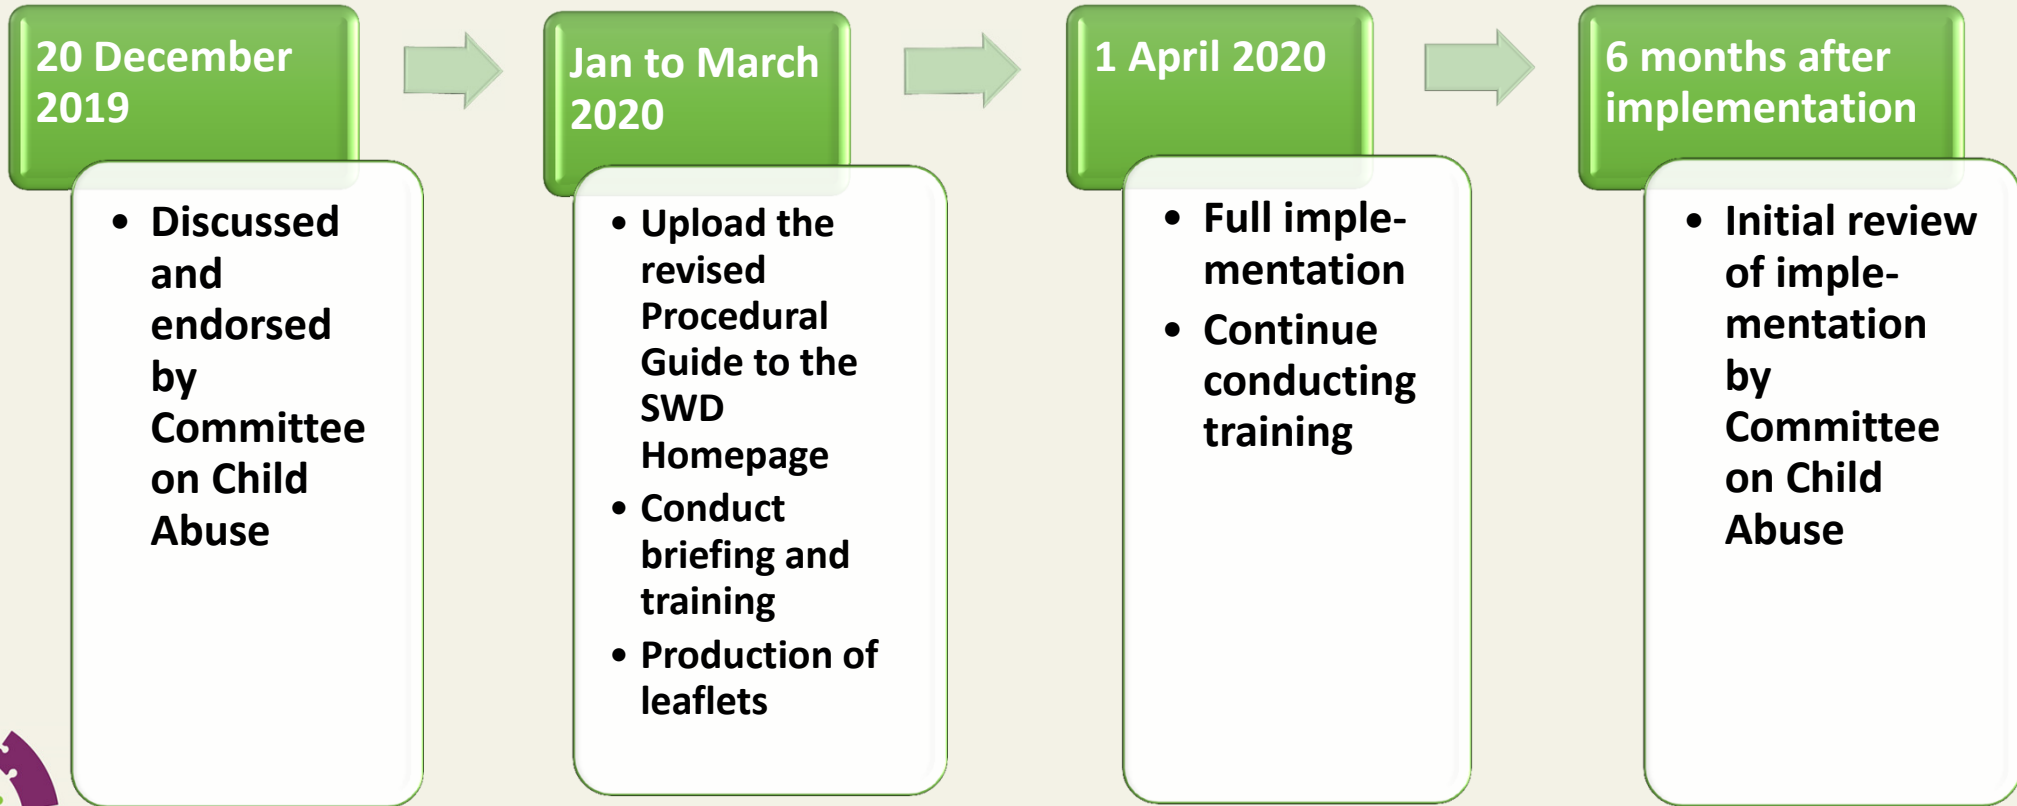 20 December
2019
• Discussed
and
endorsed
by
Committee
on Child
Abuse
Jan to March
2020
• Upload the
revised
Procedural
Guide to the
SWD
Homepage
• Conduct
briefing and
training
• Production of
leaflets
1 April 2020
• Full imple-
mentation
• Continue
conducting
training
6 months after
implementation
• Initial review
of imple-
mentation
by
Committee
on Child
Abuse